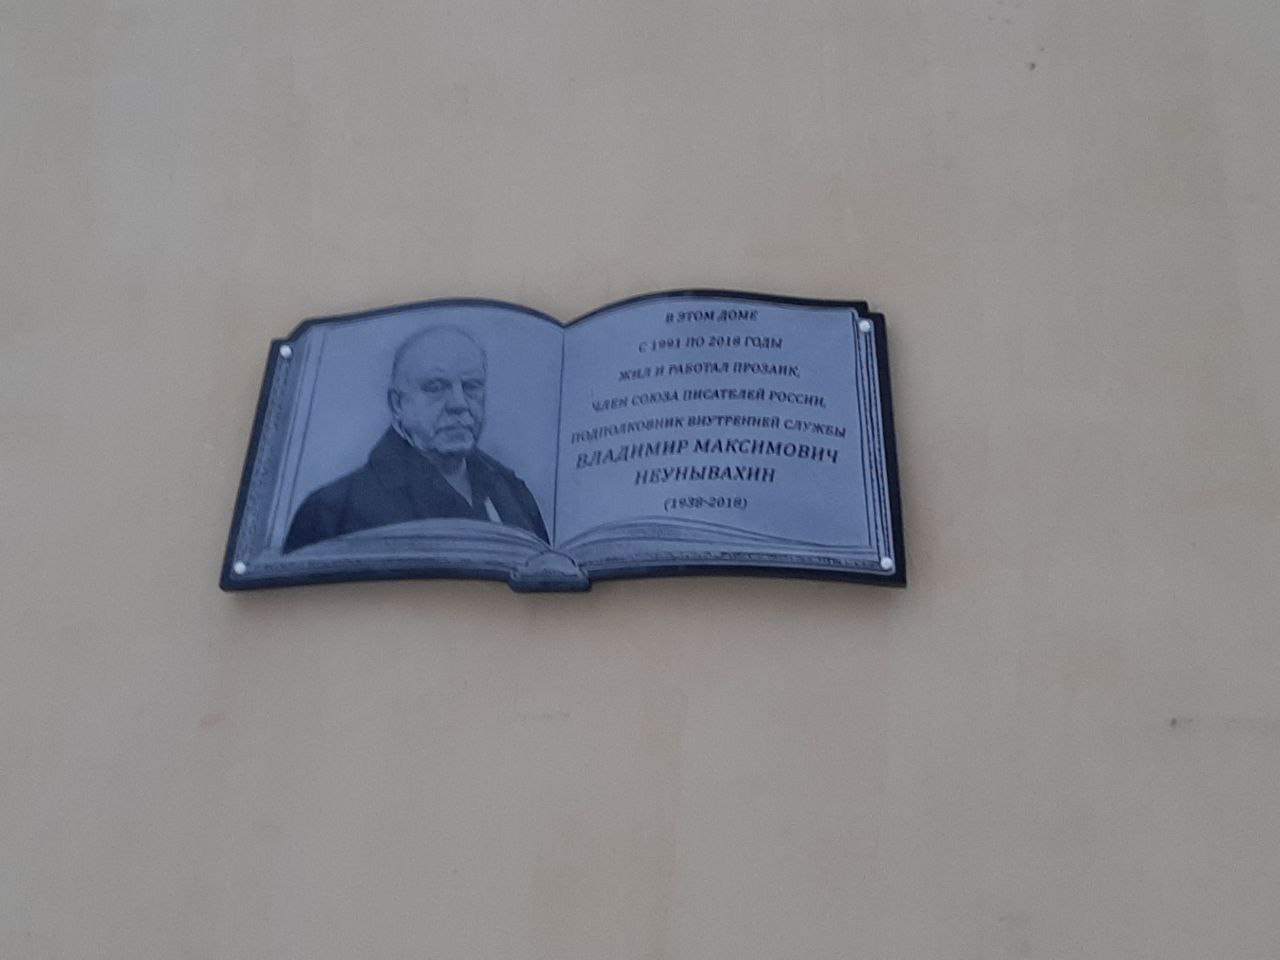 В ЭТОМ ДОМЕ
С 1991 ПО 2018 ГОДЫ
ЖИЛ И РАБОТАЛ ПРОЗАИК,
ЧЛЕН СОЮЗА ПИСАТЕЛЕЙ РОССИИ,
ПОДПОЛКОВНИК ВНУТРЕННЕЙ СЛУЖБЫ
ВЛАДИМИР МАКСИМОВИЧ
НЕУНЫВАХИН
(1938-2018)